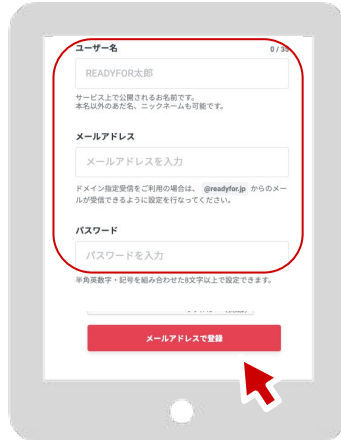 ユーザー名
0 / 35
READYFOR太郎
サービス上で公開されるお名前です。
本名以外のあだ名、ニックネームも可能です。
メールアドレス
メールアドレスを入力
ドメイン指定受信をご利用の場合は、 @readyfor.jp からのメー
ルが受信できるように設定を行なってください。
パスワード
パスワードを入力
半角英数字・記号を組み合わせた8文字以上で設定できます。
メールアドレスで登録